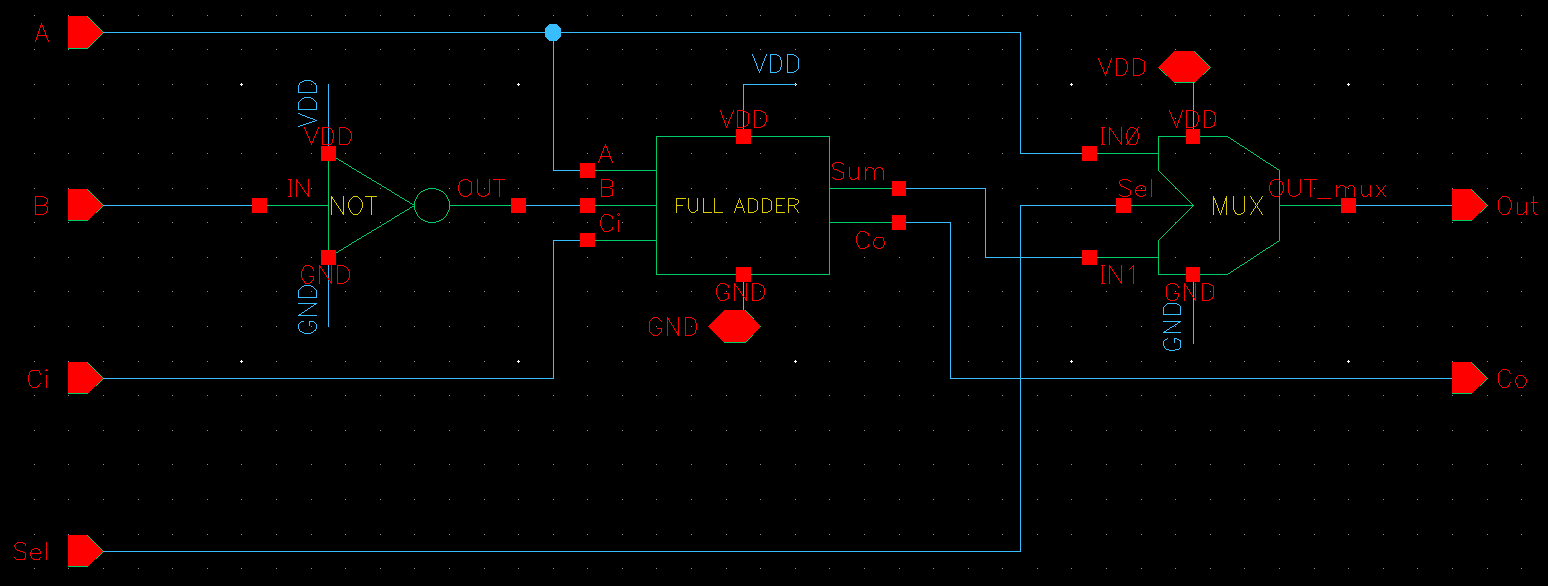 A
VDD
VDD
VDD
VDD
VDD
VDD
IN0
A
Sum
IN
OUT
B
Sel
OUT_mux
B
NOT
FULL ADDER
MUX
Out
Ci
Co
GND
IN1
GND
GND
GND
GND
GND
Ci
Co
Sel